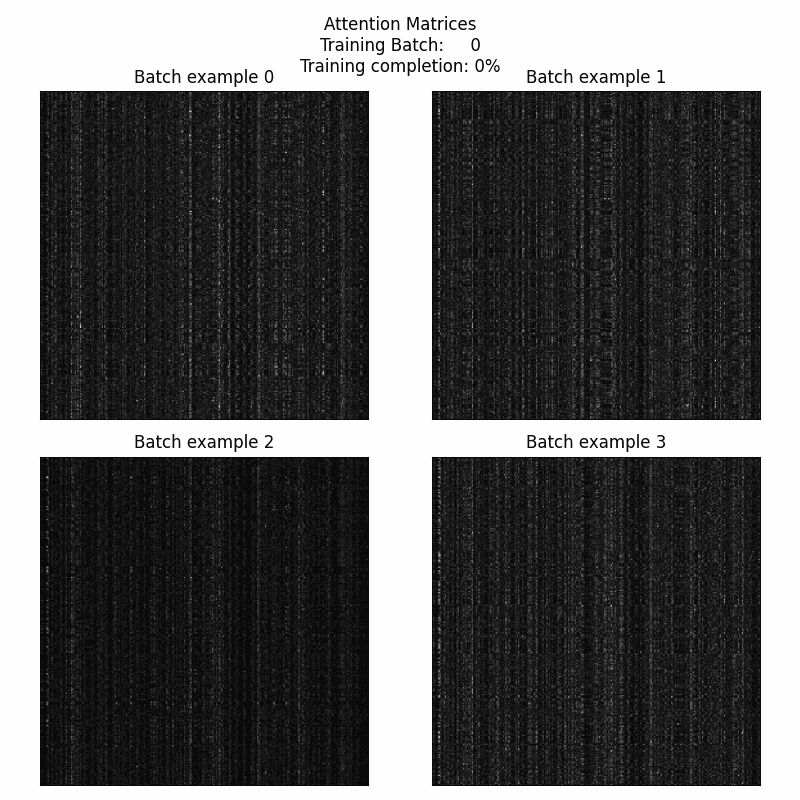 Attention Matrices
Training Batch:     0
Training completion: 0%
Batch example 0
Batch example 1
Batch example 2
Batch example 3